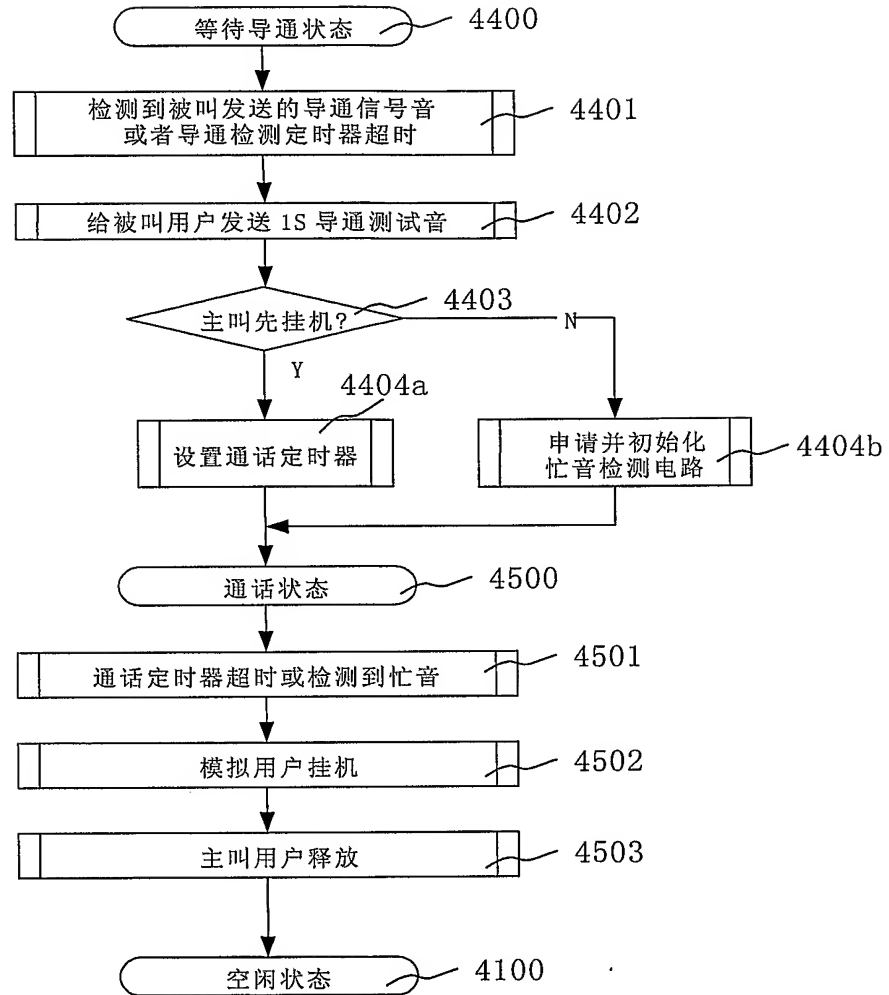 等待导通状态
4400
检测到被叫发送的导通信号音
或者导通检测定时器超时
4401
给被叫用户发送 1S 导通测试音
4402
主叫先挂机?
4403
N
Y
4404a
设置通话定时器
申请并初始化
忙音检测电路
4404b
通话状态
4500
通话定时器超时或检测到忙音
4501
模拟用户挂机
4502
主叫用户释放
4503
空闲状态
4100